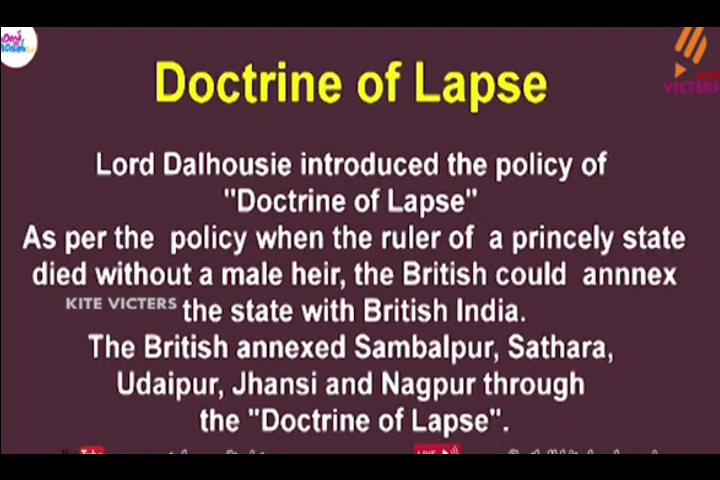 KITE
VICTERS
Doctrine of Lapse
Lord Dalhousie introduced the policy of
"Doctrine of Lapse"
As per the policy when the ruler of a princely state
died without a male heir, the British could annnex
KITE VICTERS
the state with British India.
The British annexed Sambalpur, Sathara,
Udaipur, Jhansi and Nagpur through
the "Doctrine of Lapse".
LIVE